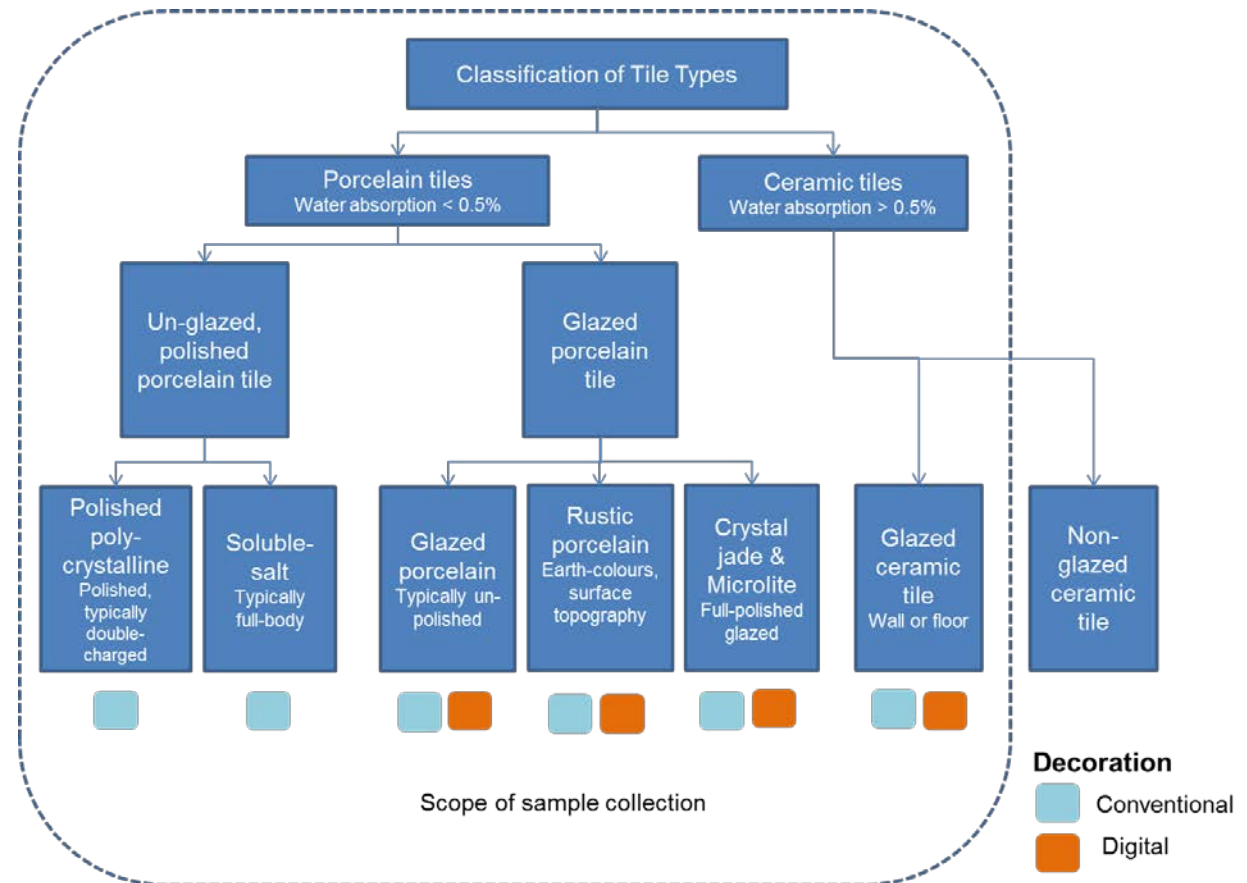 Classification of Tile Types
Porcelain tiles
Water absorption < 0.5%
Ceramic tiles
Water absorption > 0.5%
Un-glazed,
polished
porcelain tile
Glazed
porcelain
tile
Polished
poly-
crystalline
Polished,
typically
double-
charged
Soluble-
salt
Typically
full-body
Glazed
porcelain
Typically un-
polished
Rustic
porcelain
Earth-colours,
surface
topography
Crystal
jade &
Microlite
Full-polished
glazed
Glazed
ceramic
tile
Wall or floor
Non-
glazed
ceramic
tile
Scope of sample collection
Decoration
Conventional
Digital